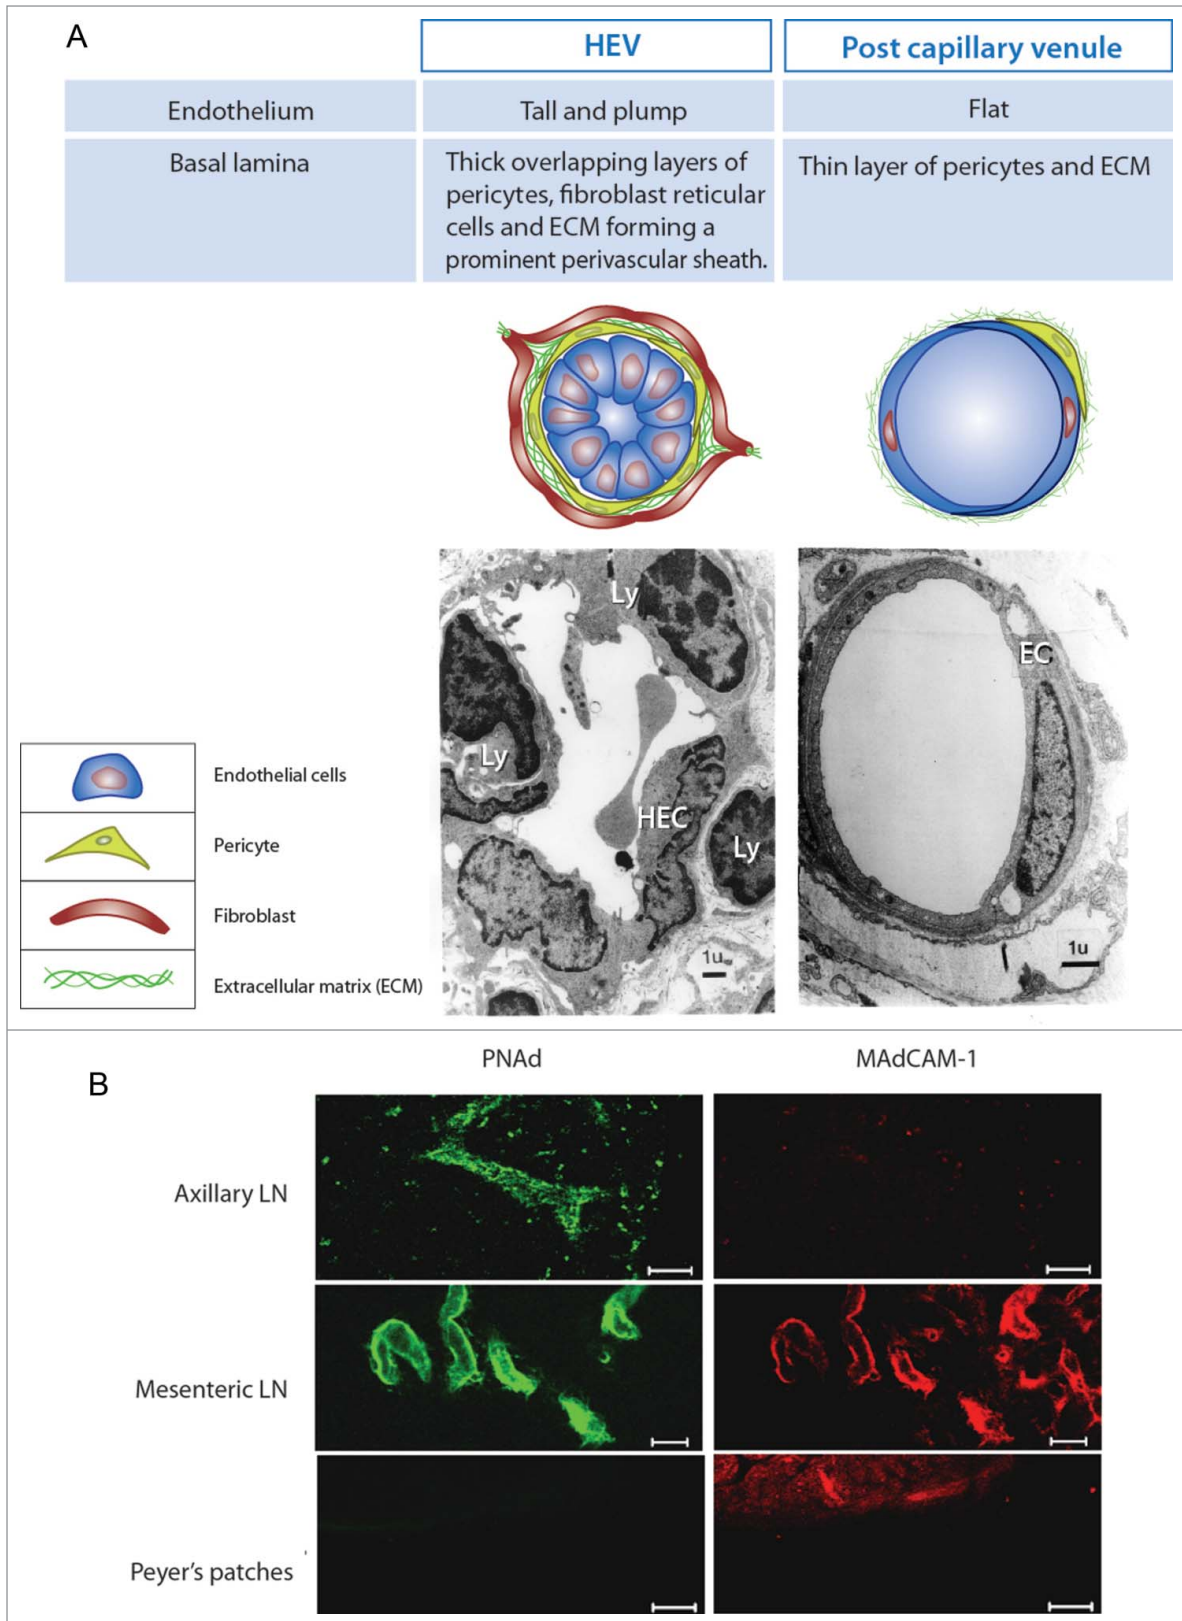 A
HEV
Post capillary venule
Endothelium
Tall and plump
Flat
Basal lamina
Thick overlapping layers of
pericytes, fibroblast reticular
cells and ECM forming a
prominent perivascular sheath.
Thin layer of pericytes and ECM
Ly
Ly
HEC
Ly
1u
EC
1u
Endothelial cells
Pericyte
Fibroblast
Extracellular matrix (ECM)
B
PNAd
MAdCAM-1
Axillary LN
Mesenteric LN
Peyer's patches